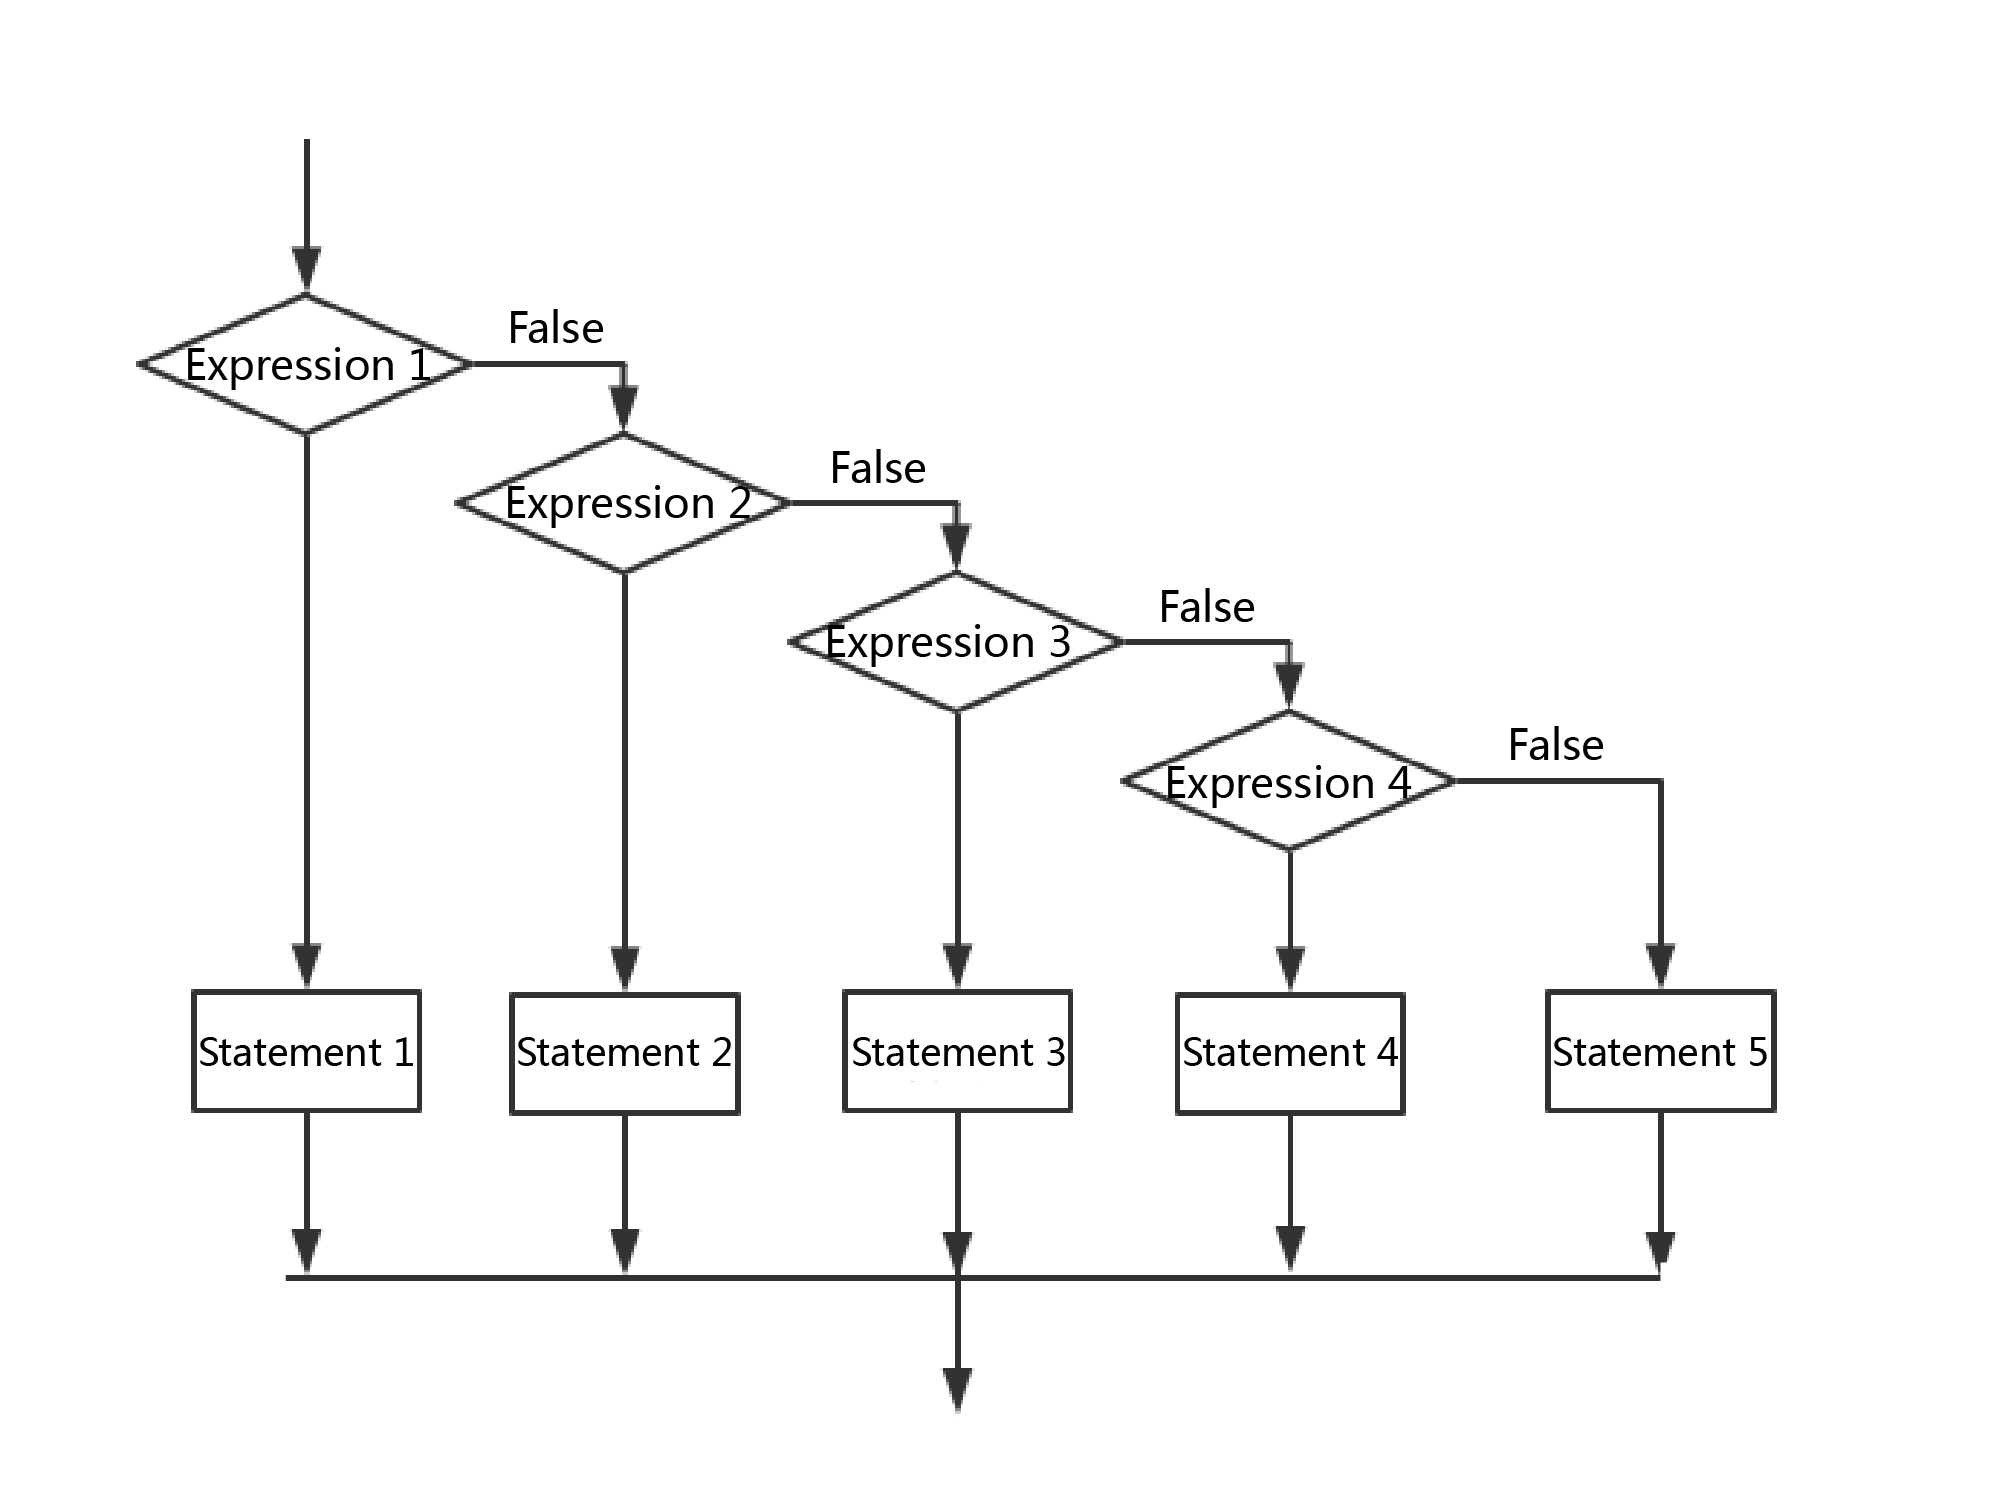 False
Expression 1
False
Expression 2
False
Expression 3
False
Expression 4
Statement 1
Statement 2
Statement 3
Statement 4
Statement 5